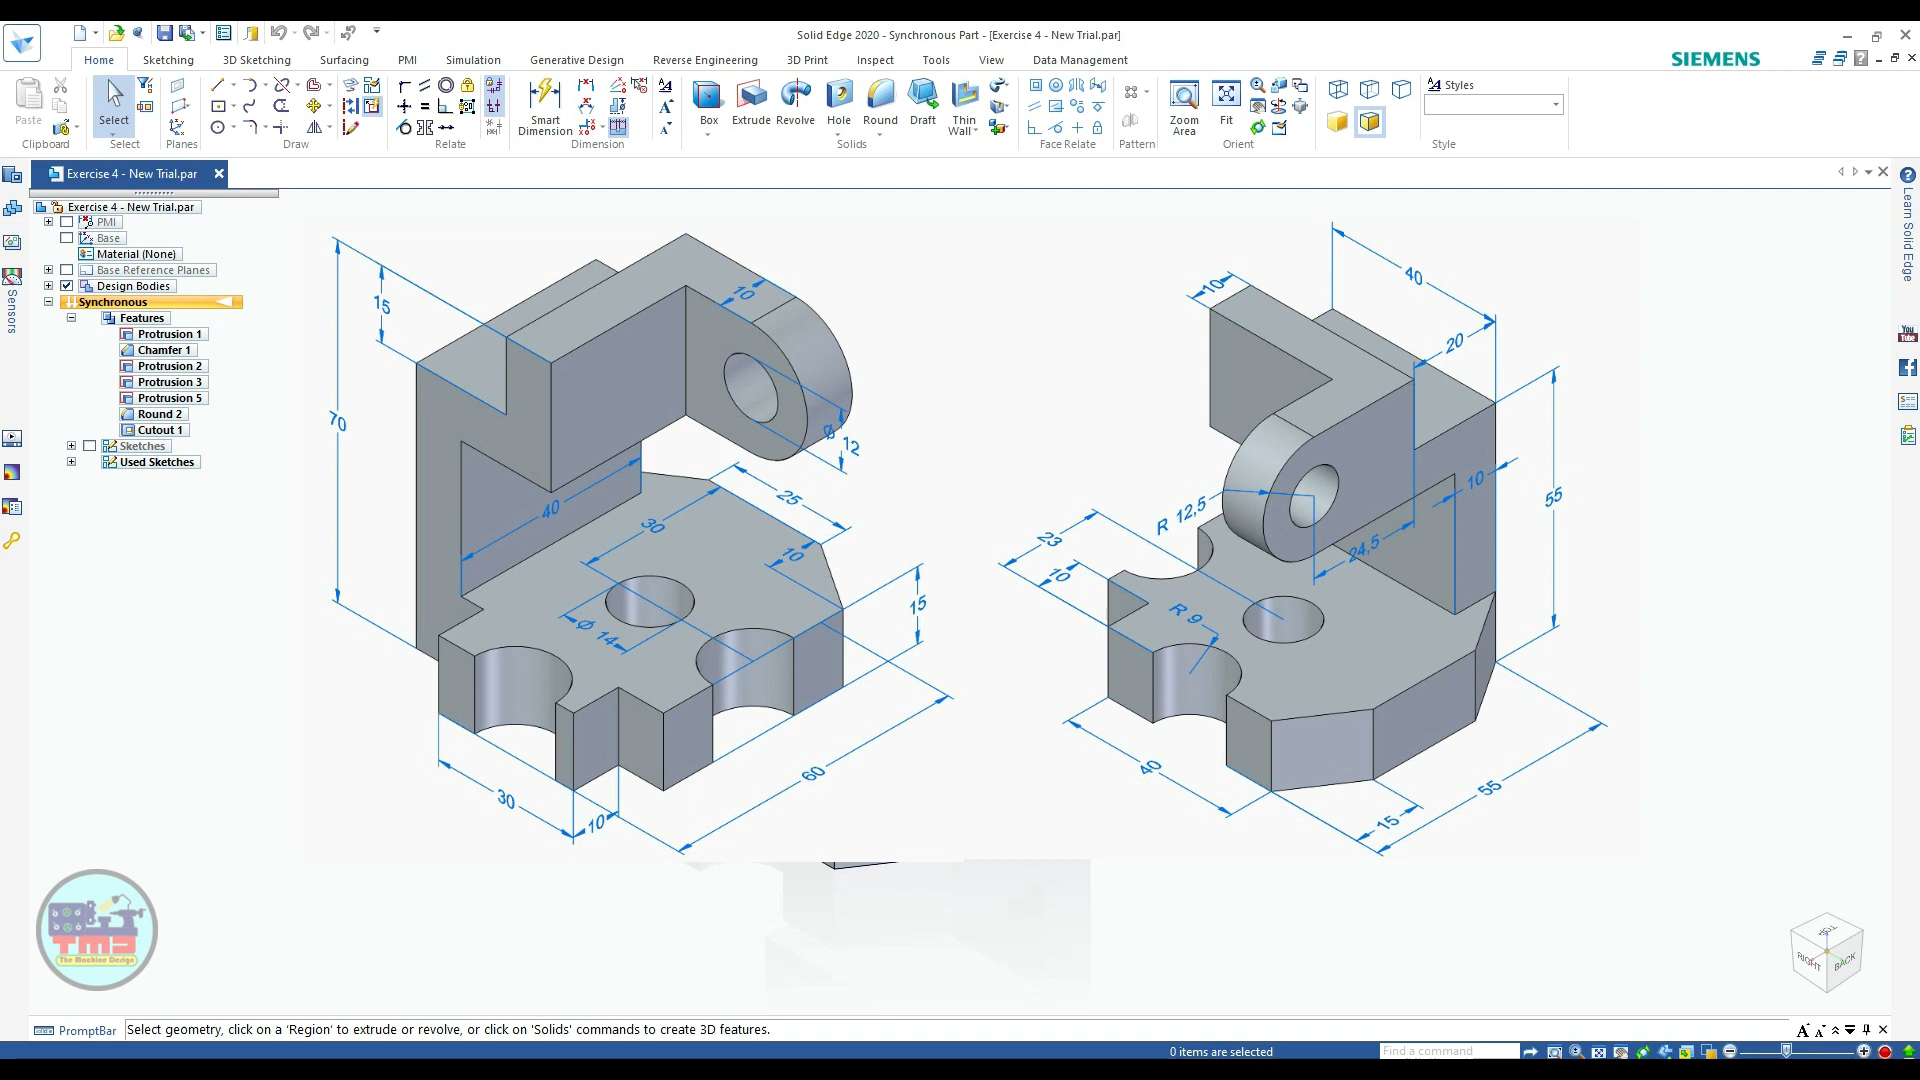 Solid Edge 2020 - Synchronous Part - [Exercise 4 - New Trial.par]
Home Sketching 3D Sketching Surfacing PMI Simulation Generative Design Reverse Engineering 3D Print Inspect Tools View Data Management
SIEMENS
Paste Select Smart Dimension Box Extrude Revolve Hole Round Draft Thin Wall Zoom Area Fit Styles
Clipboard Select Planes Draw Relate Dimension Solids Face Relate Pattern Orient Style
Exercise 4 - New Trial.par
Exercise 4 - New Trial.par
PMI
Base
Material (None)
Base Reference Planes
Design Bodies
Synchronous
Features
Protrusion 1
Chamfer 1
Protrusion 2
Protrusion 3
Protrusion 5
Round 2
Cutout 1
Sketches
Used Sketches
Sensors
Learn Solid Edge
You Tube
15
10
70
Ø 12
40
30
25
10
15
Ø 14
30
10
60
10
40
20
10
55
R 12,5
24,5
23
10
R 9
40
15
55
TMD
The Machine Design
TOP
RIGHT
BACK
PromptBar
Select geometry, click on a 'Region' to extrude or revolve, or click on 'Solids' commands to create 3D features.
0 items are selected
Find a command